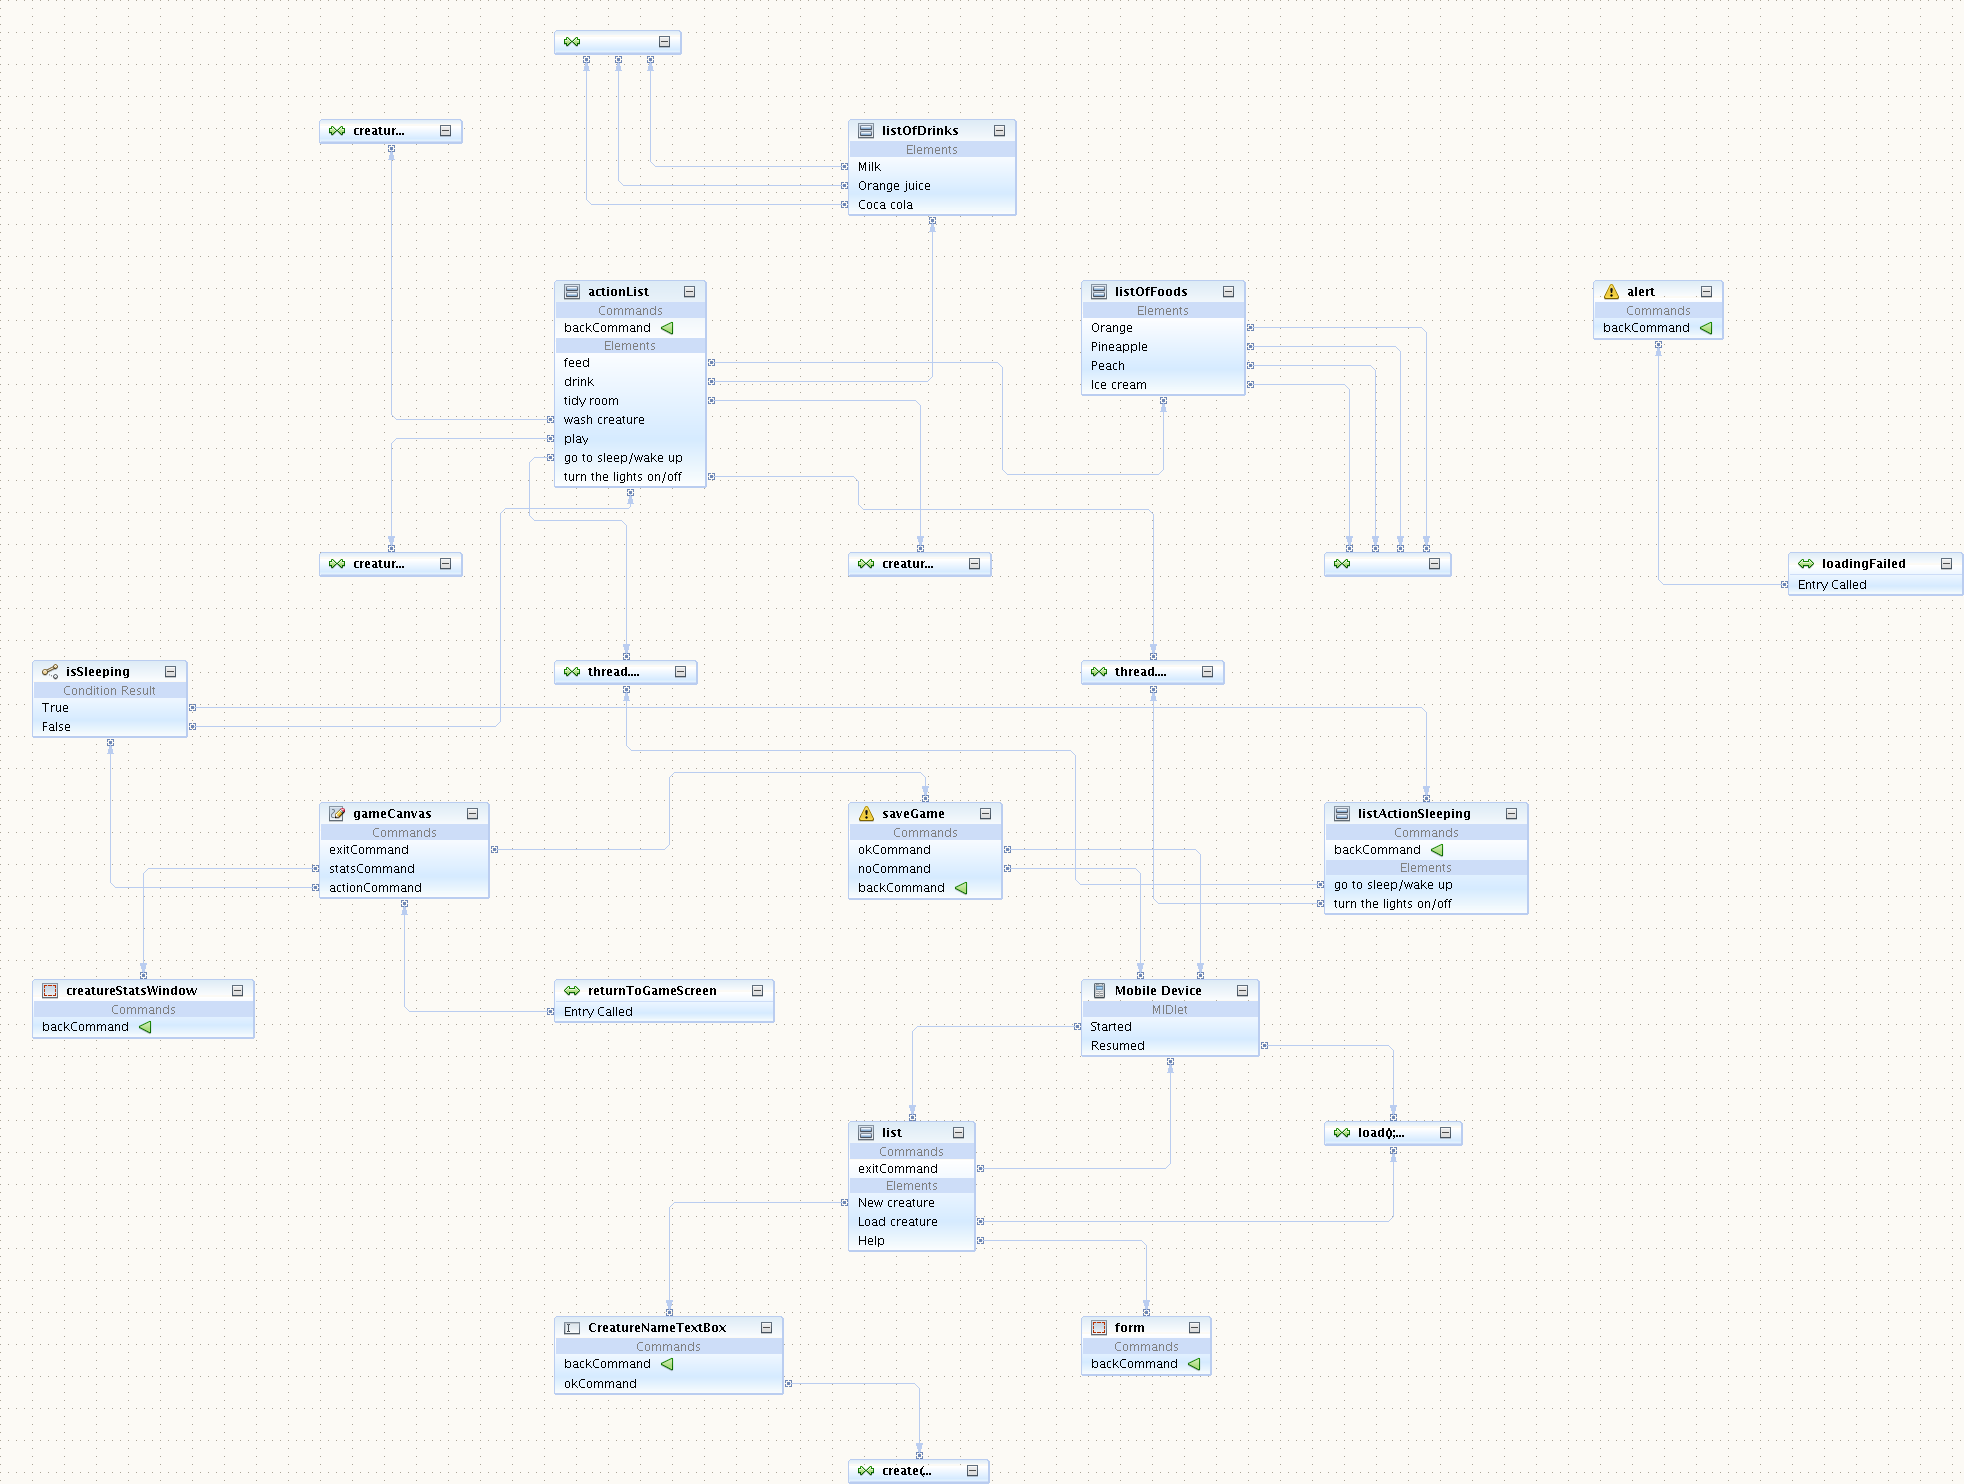 creatur...
listOfDrinks
Elements
Milk
Orange juice
Coca cola
actionList
Commands
backCommand
Elements
feed
drink
tidy room
wash creature
play
go to sleep/wake up
turn the lights on/off
listOfFoods
Elements
Orange
Pineapple
Peach
Ice cream
alert
Commands
backCommand
creatur...
creatur...
loadingFailed
Entry Called
isSleeping
Condition Result
True
False
thread....
thread....
gameCanvas
Commands
exitCommand
statsCommand
actionCommand
saveGame
Commands
okCommand
noCommand
backCommand
listActionSleeping
Commands
backCommand
Elements
go to sleep/wake up
turn the lights on/off
creatureStatsWindow
Commands
backCommand
returnToGameScreen
Entry Called
Mobile Device
MIDlet
Started
Resumed
list
Commands
exitCommand
Elements
New creature
Load creature
Help
load();...
CreatureNameTextBox
Commands
backCommand
okCommand
form
Commands
backCommand
create(...